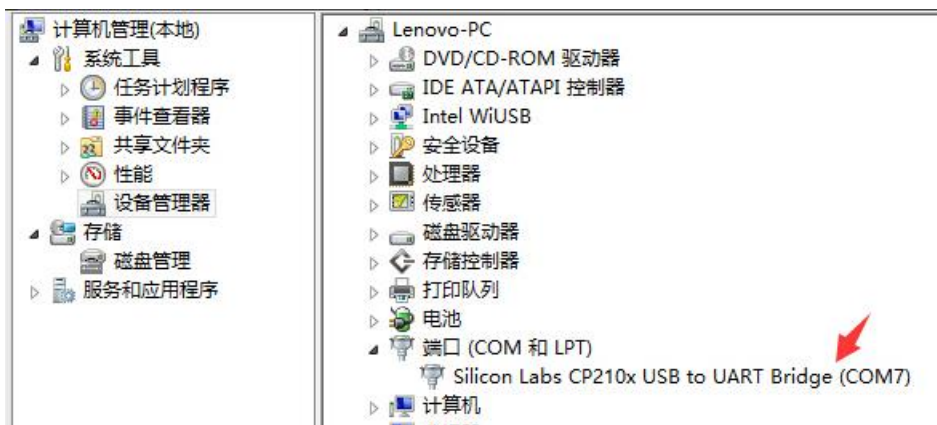 计算机管理(本地)
系统工具
任务计划程序
事件查看器
共享文件夹
性能
设备管理器
存储
磁盘管理
服务和应用程序
Lenovo-PC
DVD/CD-ROM 驱动器
IDE ATA/ATAPI 控制器
Intel WiUSB
安全设备
处理器
传感器
磁盘驱动器
存储控制器
打印队列
电池
端口 (COM 和 LPT)
Silicon Labs CP210x USB to UART Bridge (COM7)
计算机